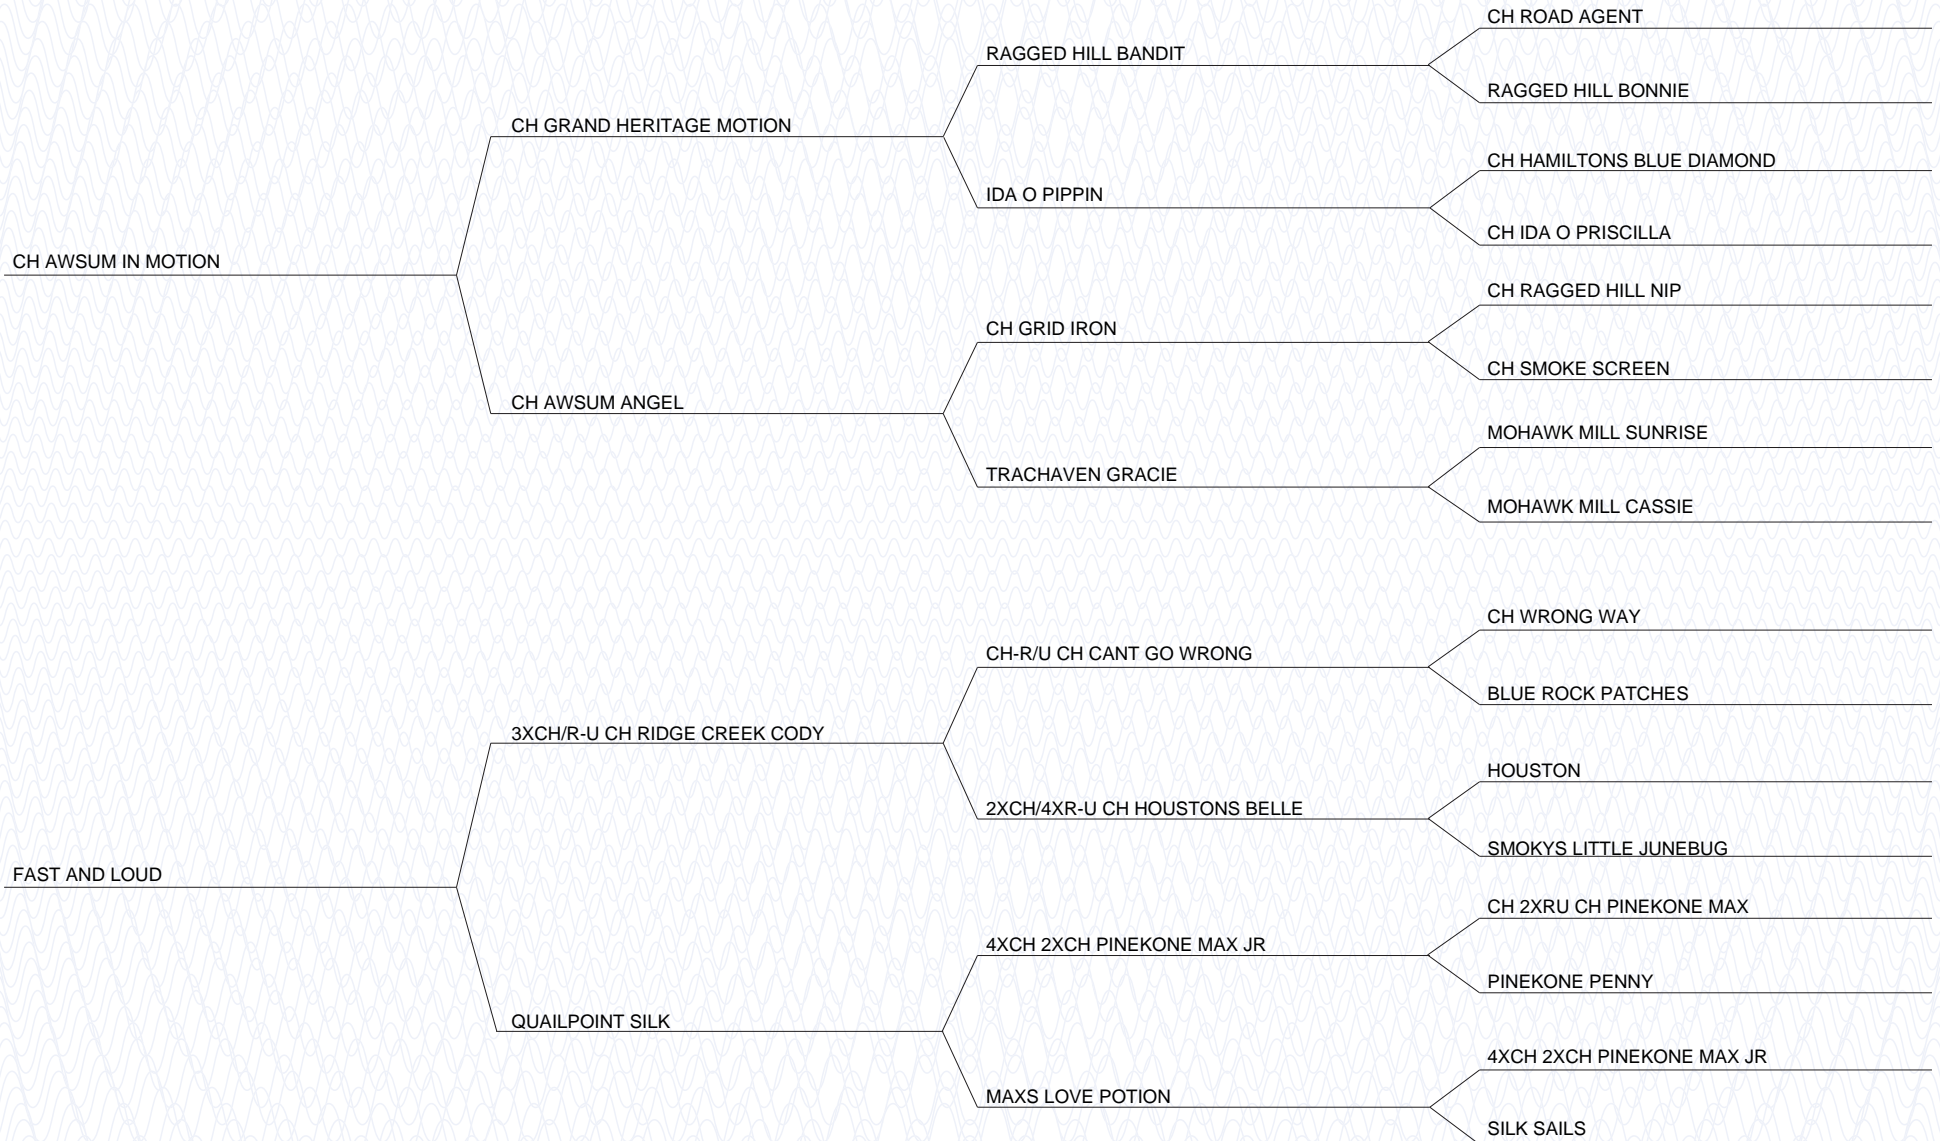 CH ROAD AGENT
RAGGED HILL BANDIT
RAGGED HILL BONNIE
CH GRAND HERITAGE MOTION
CH HAMILTONS BLUE DIAMOND
IDA O PIPPIN
CH IDA O PRISCILLA
CH AWSUM IN MOTION
CH RAGGED HILL NIP
CH GRID IRON
CH SMOKE SCREEN
CH AWSUM ANGEL
MOHAWK MILL SUNRISE
TRACHAVEN GRACIE
MOHAWK MILL CASSIE
CH WRONG WAY
CH-R/U CH CANT GO WRONG
BLUE ROCK PATCHES
3XCH/R-U CH RIDGE CREEK CODY
HOUSTON
2XCH/4XR-U CH HOUSTONS BELLE
SMOKYS LITTLE JUNEBUG
FAST AND LOUD
CH 2XRU CH PINEKONE MAX
4XCH 2XCH PINEKONE MAX JR
PINEKONE PENNY
QUAILPOINT SILK
4XCH 2XCH PINEKONE MAX JR
MAXS LOVE POTION
SILK SAILS